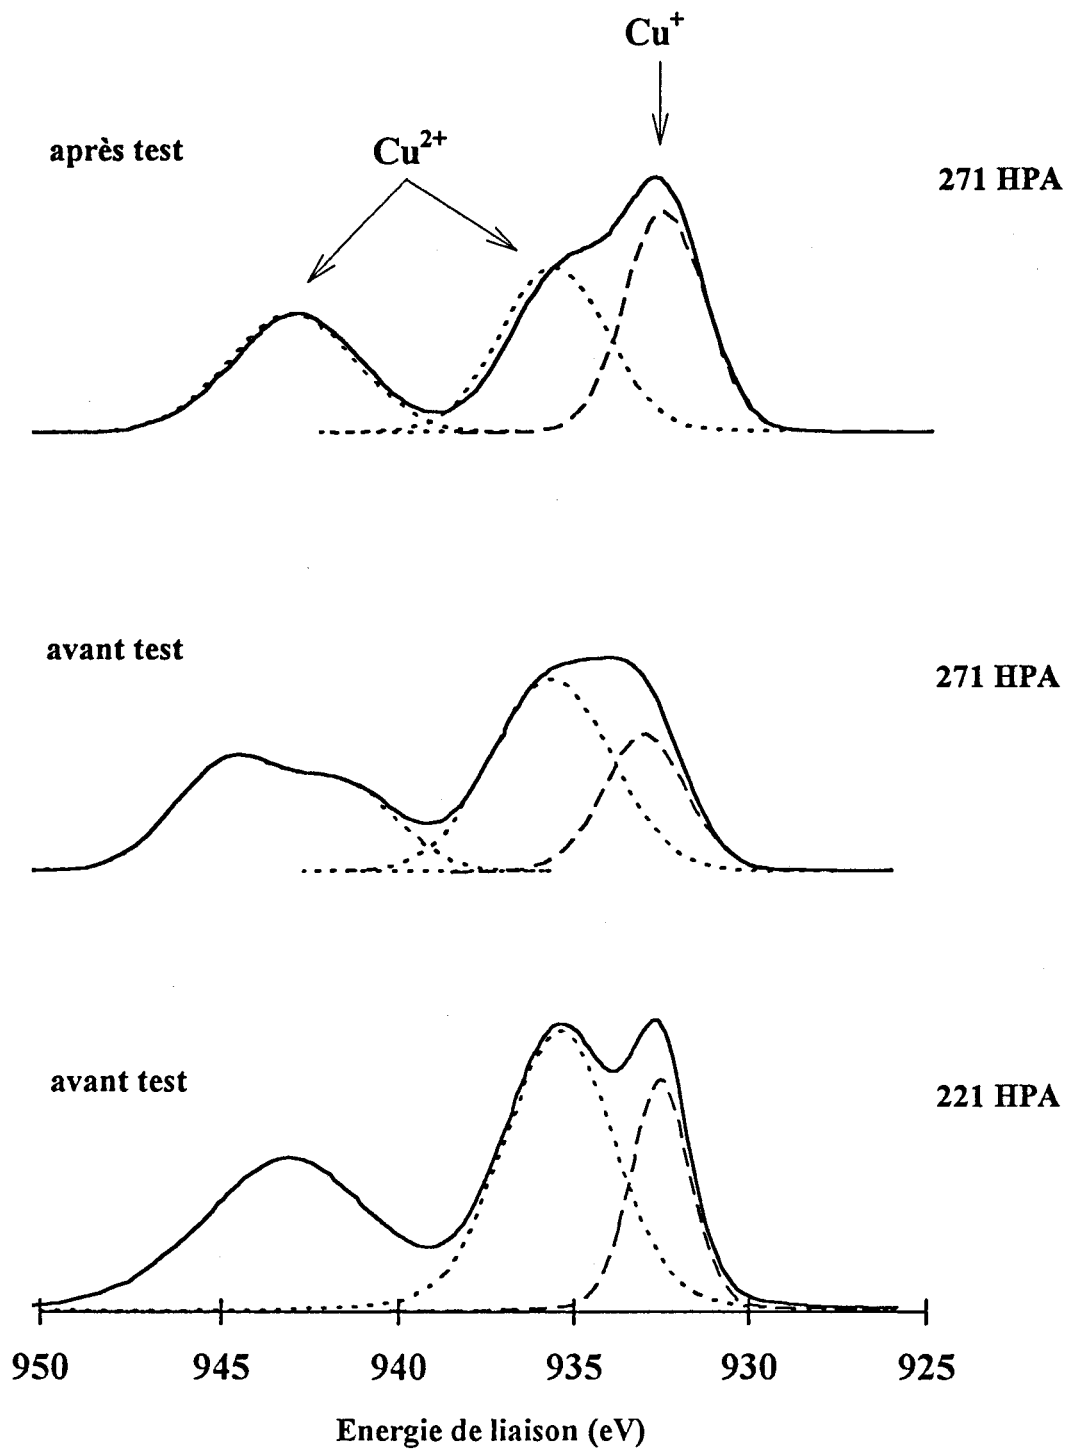 Cu⁺
après test
Cu²⁺
271 HPA
avant test
271 HPA
avant test
221 HPA
950 945 940 935 930 925
Energie de liaison (eV)